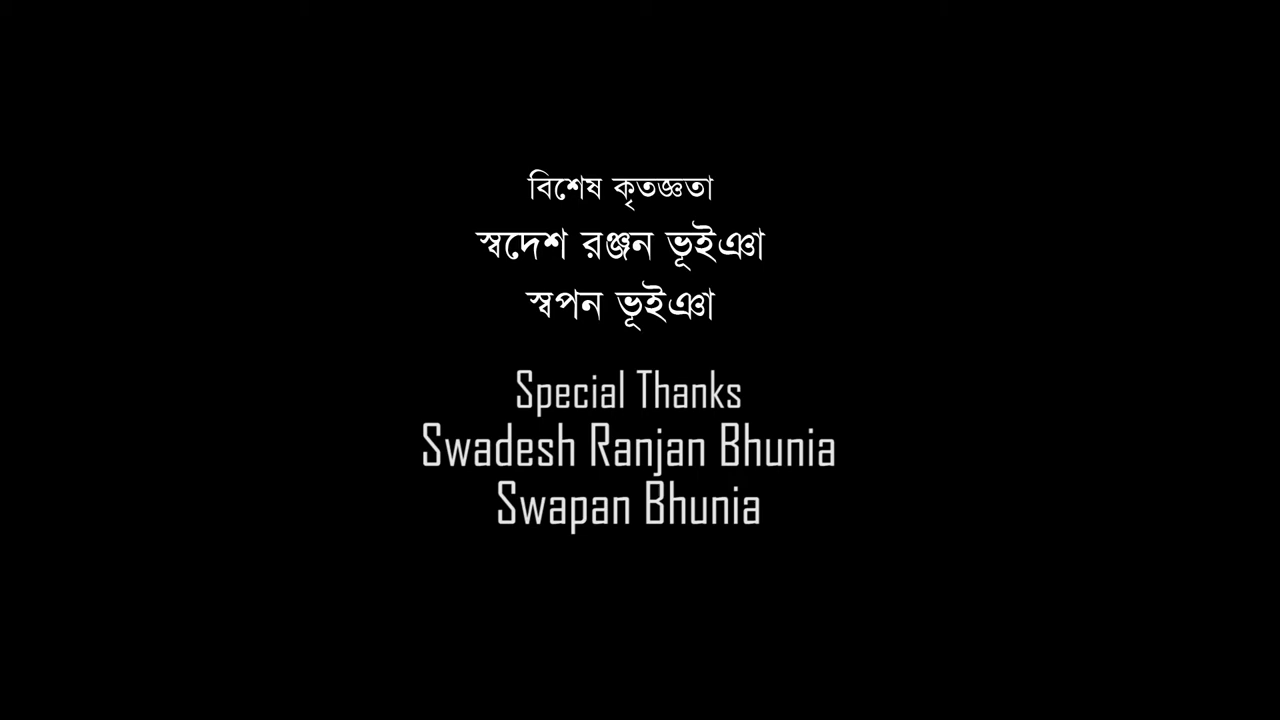 বিশেষ কৃতজ্ঞতা
স্বদেশ রঞ্জন ভূইঞা
স্বপন ভূইঞা
Special Thanks
Swadesh Ranjan Bhunia
Swapan Bhunia